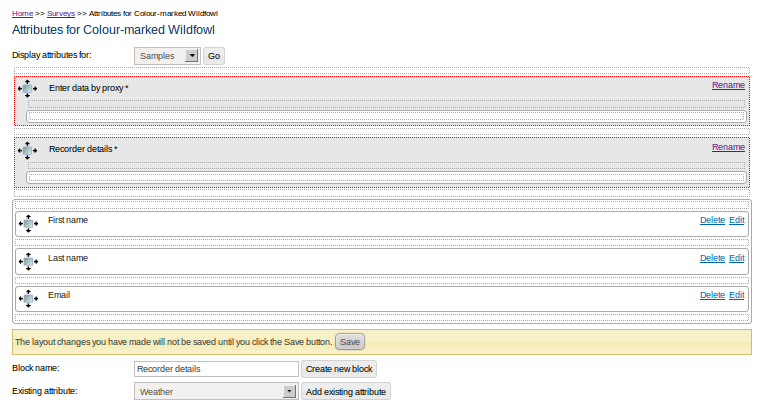 Home >> Surveys >> Attributes for Colour-marked Wildfowl
Attributes for Colour-marked Wildfowl
Display attributes for: Samples Go
Enter data by proxy * Rename
Recorder details * Rename
First name Delete Edit
Last name Delete Edit
Email Delete Edit
The layout changes you have made will not be saved until you click the Save button. Save
Block name: Recorder details Create new block
Existing attribute: Weather Add existing attribute